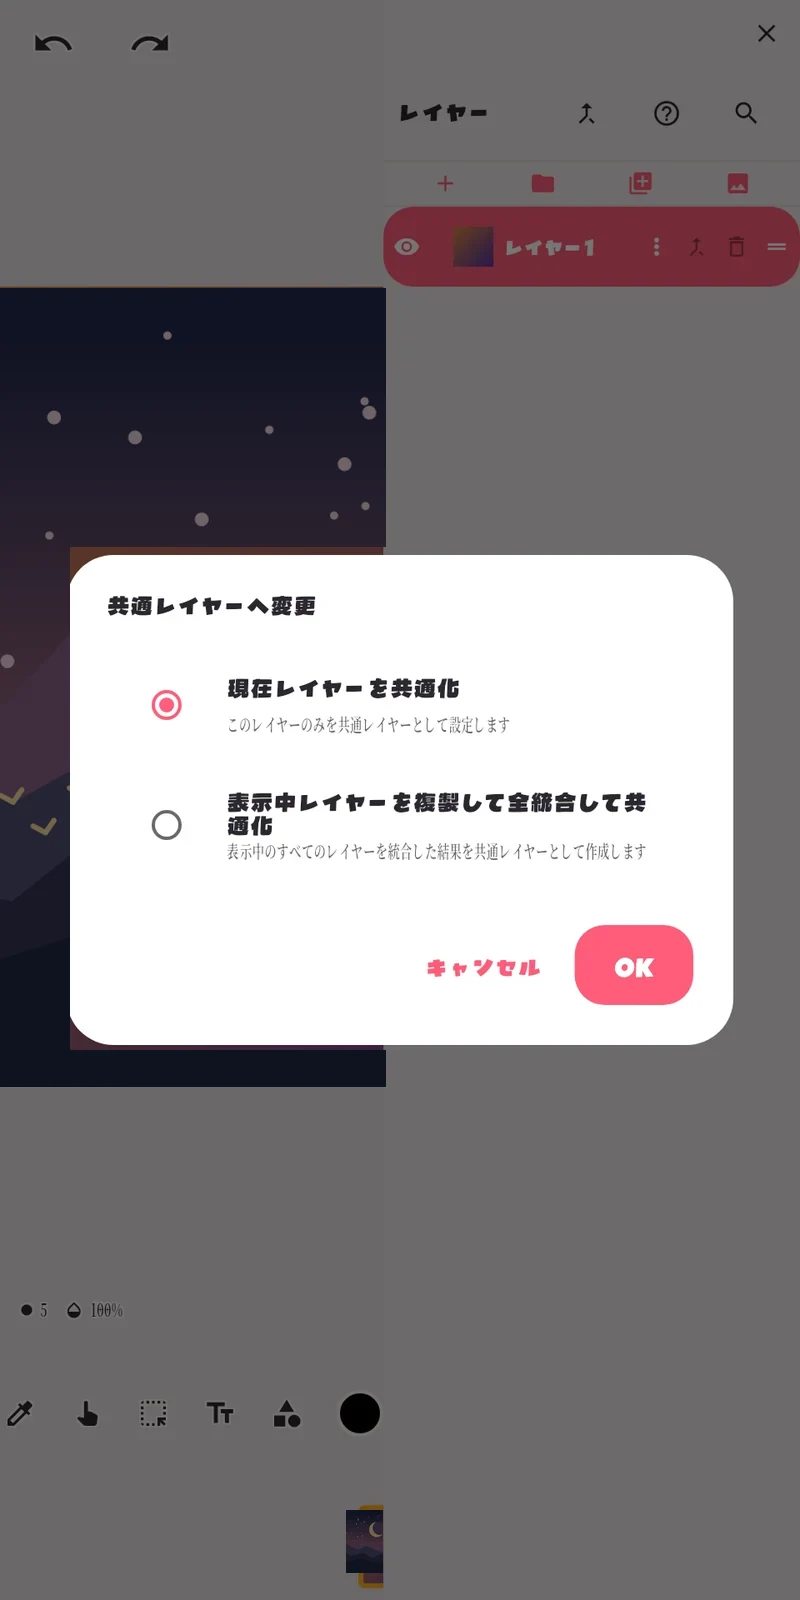 レイヤー
レイヤー1
共通レイヤーへ変更
現在レイヤーを共通化
このレイヤーのみを共通レイヤーとして設定します
表示中レイヤーを複製して全統合して共
通化
表示中のすべてのレイヤーを統合した結果を共通レイヤーとして作成します
キャンセル
OK
5
100%
Tт